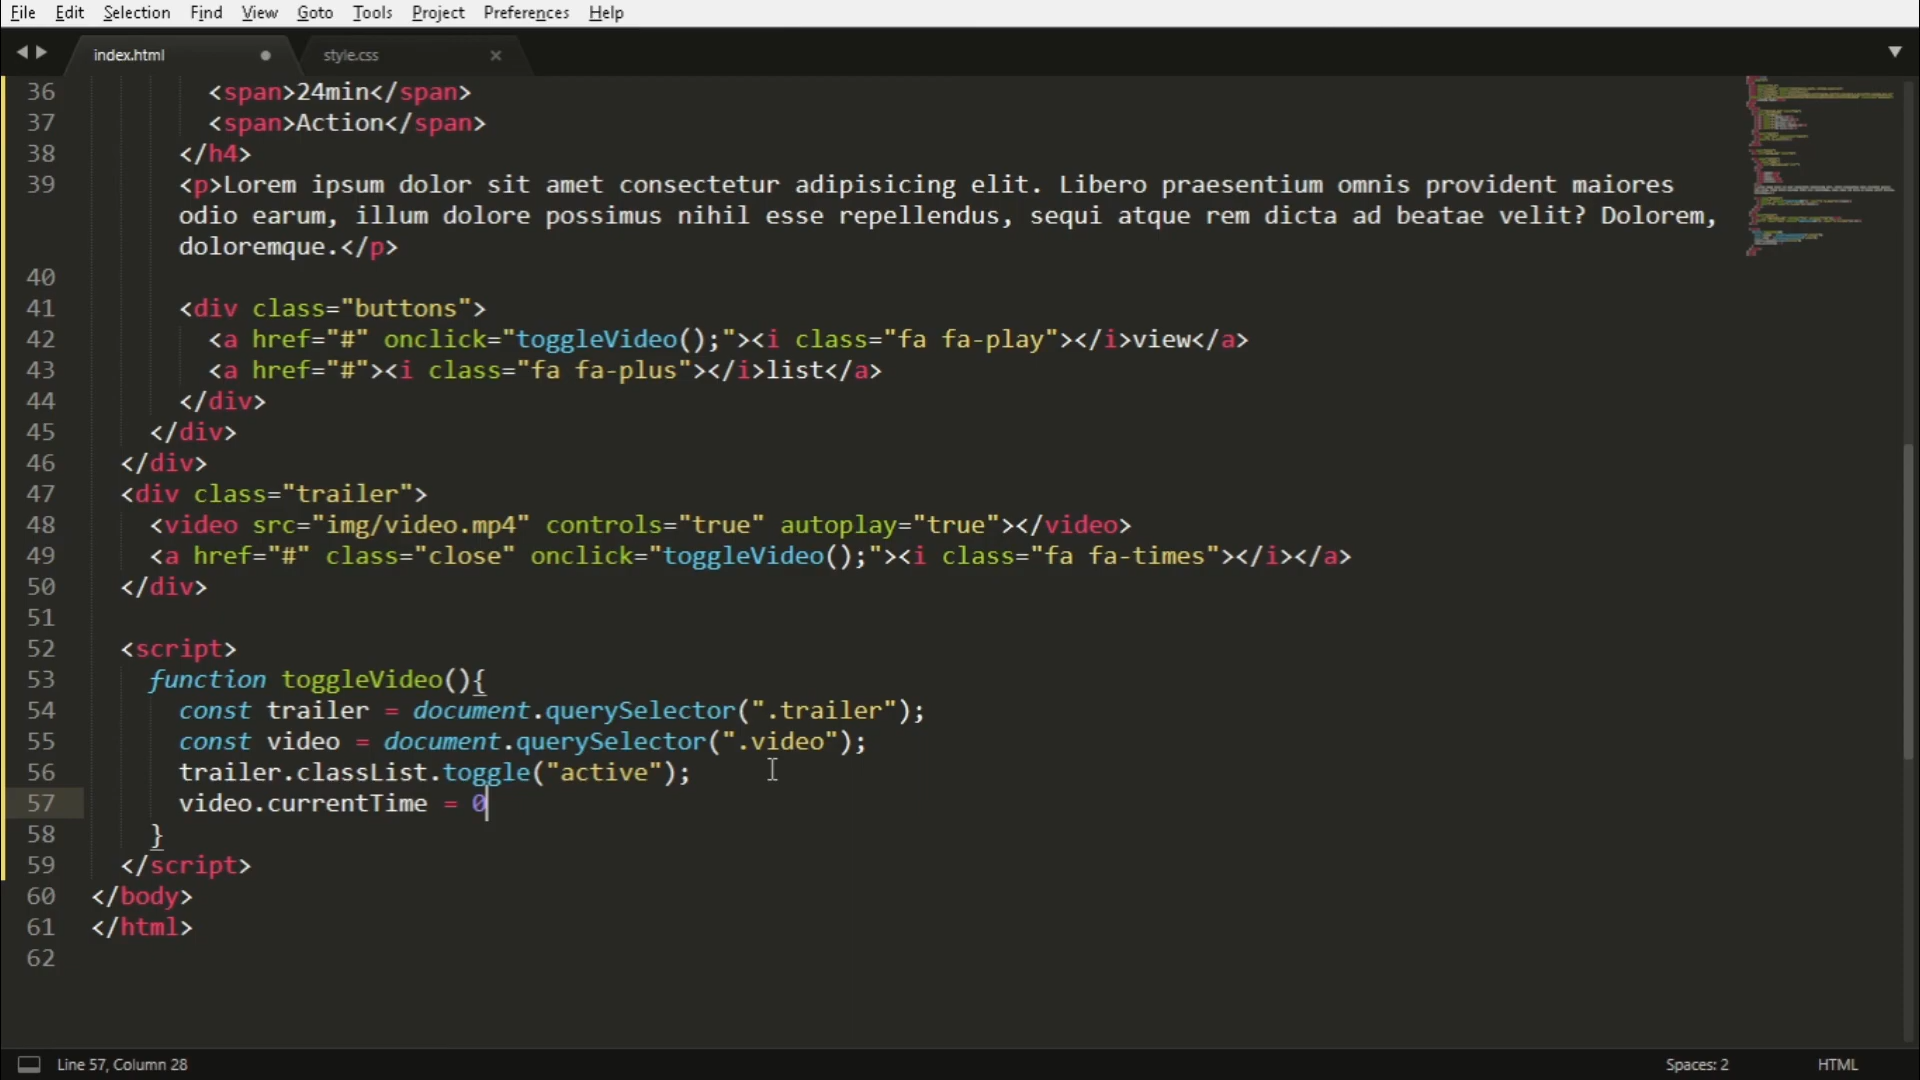 File Edit Selection Find View Goto Tools Project Preferences Help
index.html style.css
36 <span>24min</span>
37 <span>Action</span>
38 </h4>
39 <p>Lorem ipsum dolor sit amet consectetur adipisicing elit. Libero praesentium omnis provident maiores
odio earum, illum dolore possimus nihil esse repellendus, sequi atque rem dicta ad beatae velit? Dolorem,
doloremque.</p>
40
41 <div class="buttons">
42 <a href="#" onclick="toggleVideo();"><i class="fa fa-play"></i>view</a>
43 <a href="#"><i class="fa fa-plus"></i>list</a>
44 </div>
45 </div>
46 </div>
47 <div class="trailer">
48 <video src="img/video.mp4" controls="true" autoplay="true"></video>
49 <a href="#" class="close" onclick="toggleVideo();"><i class="fa fa-times"></i></a>
50 </div>
51
52 <script>
53 function toggleVideo(){
54 const trailer = document.querySelector(".trailer");
55 const video = document.querySelector(".video");
56 trailer.classList.toggle("active");
57 video.currentTime = 0
58 }
59 </script>
60 </body>
61 </html>
62
Line 57, Column 28 Spaces: 2 HTML